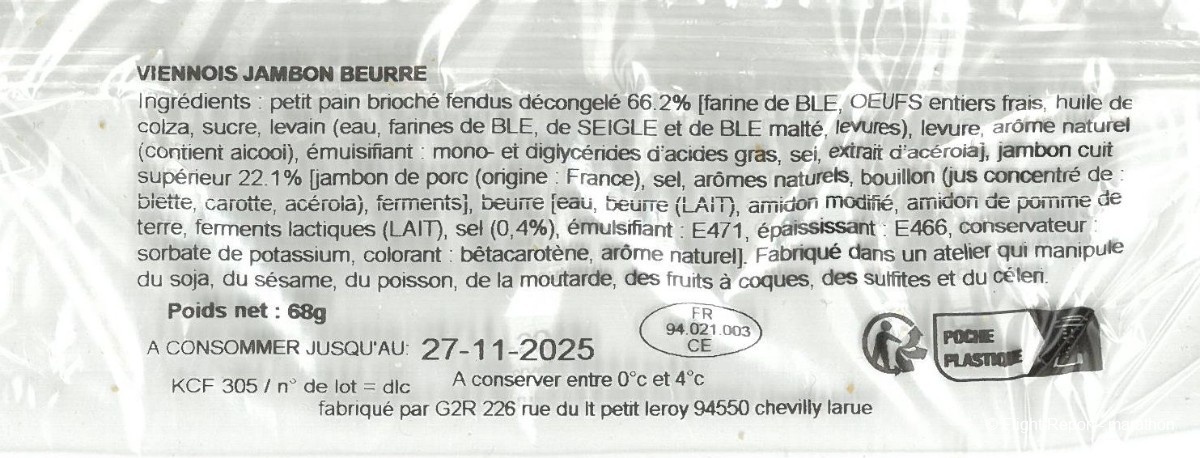 VIENNOIS JAMBON BEURRE
Ingrédients : petit pain brioché fendus décongelé 66.2% [farine de BLE, OEUFS entiers frais, huile de
colza, sucre, levain (eau, farines de BLE, de SEIGLE et de BLE malté, levures), levure, arôme naturel
(contient alcool), émulsifiant : mono- et diglycérides d'acides gras, sel, extrait d'acérola], jambon cuit
supérieur 22.1% [jambon de porc (origine : France), sel, arômes naturels, bouillon (jus concentré de :
blette, carotte, acérola), ferments], beurre [eau, beurre (LAIT), amidon modifié, amidon de pomme de
terre, ferments lactiques (LAIT), sel (0,4%), émulsifiant : E471, épaississant : E466, conservateur :
sorbate de potassium, colorant : bêtacarotène, arôme naturel]. Fabriqué dans un atelier qui manipule
du soja, du sésame, du poisson, de la moutarde, des fruits à coques, des sulfites et du céleri.
Poids net : 68g
A CONSOMMER JUSQU'AU: 27-11-2025
FR
94.021.003
CE
POCHE
PLASTIQUE
KCF 305 / n° de lot = dlc
A conserver entre 0°c et 4°c
fabriqué par G2R 226 rue du lt petit leroy 94550 chevilly larue